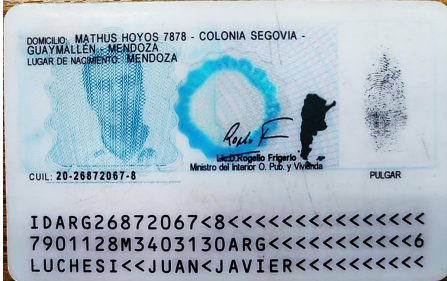 DOMICILIO: MATHUS HOYOS 7878 - COLONIA SEGOVIA -
GUAYMALLÉN - MENDOZA
LUGAR DE NACIMIENTO: MENDOZA
Lic.D.Rogelio Frigerio
Ministro del Interior O. Pub. y Vivienda
CUIL: 20-26872067-8
PULGAR
IDARG26872067<8<<<<<<<<<<<<<<<
7901128M3403130ARG<<<<<<<<<<<6
LUCHESI<<JUAN<JAVIER<<<<<<<<<<